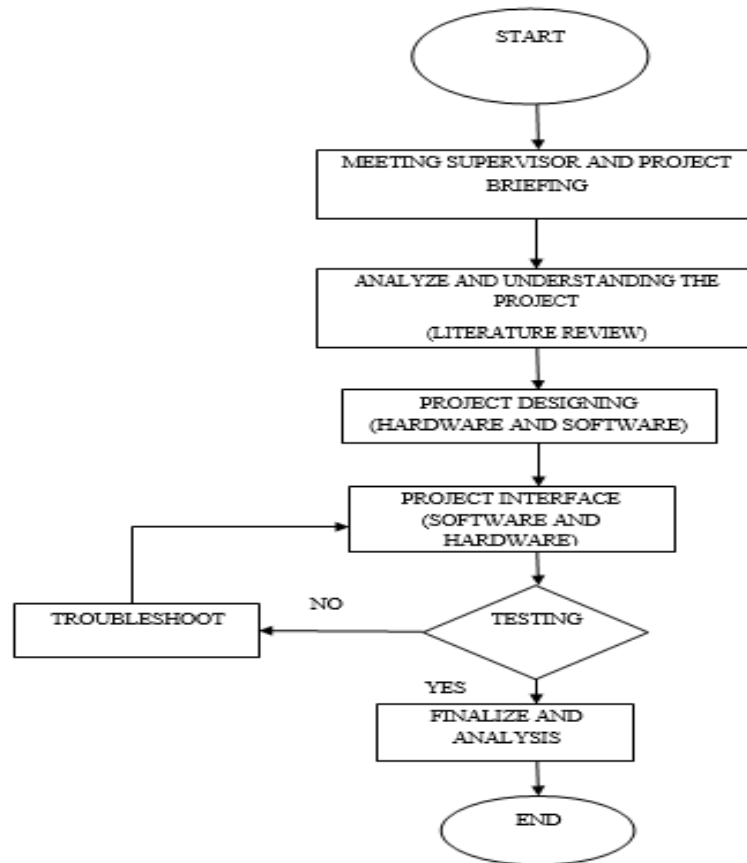 START
MEETING SUPERVISOR AND PROJECT
BRIEFING
ANALYZE AND UNDERSTANDING THE
PROJECT
(LITERATURE REVIEW)
PROJECT DESIGNING
(HARDWARE AND SOFTWARE)
PROJECT INTERFACE
(SOFTWARE AND
HARDWARE)
TESTING
NO
TROUBLESHOOT
YES
FINALIZE AND
ANALYSIS
END